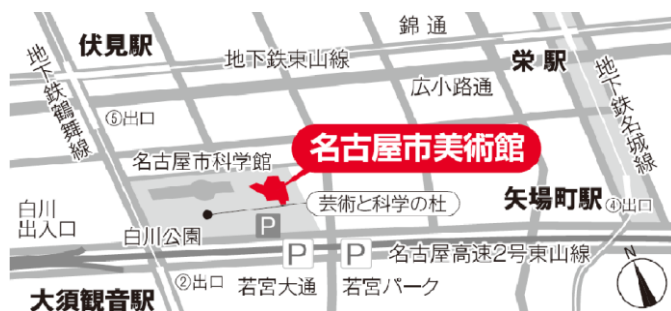 錦通
伏見駅
地下鉄東山線
栄駅
地下鉄鶴舞線
広小路通
地下鉄名城線
⑤出口
名古屋市科学館
名古屋市美術館
芸術と科学の杜
矢場町駅
④出口
白川
出入口
白川公園
P
P
P
名古屋高速2号東山線
②出口
若宮大通
若宮パーク
大須観音駅
N